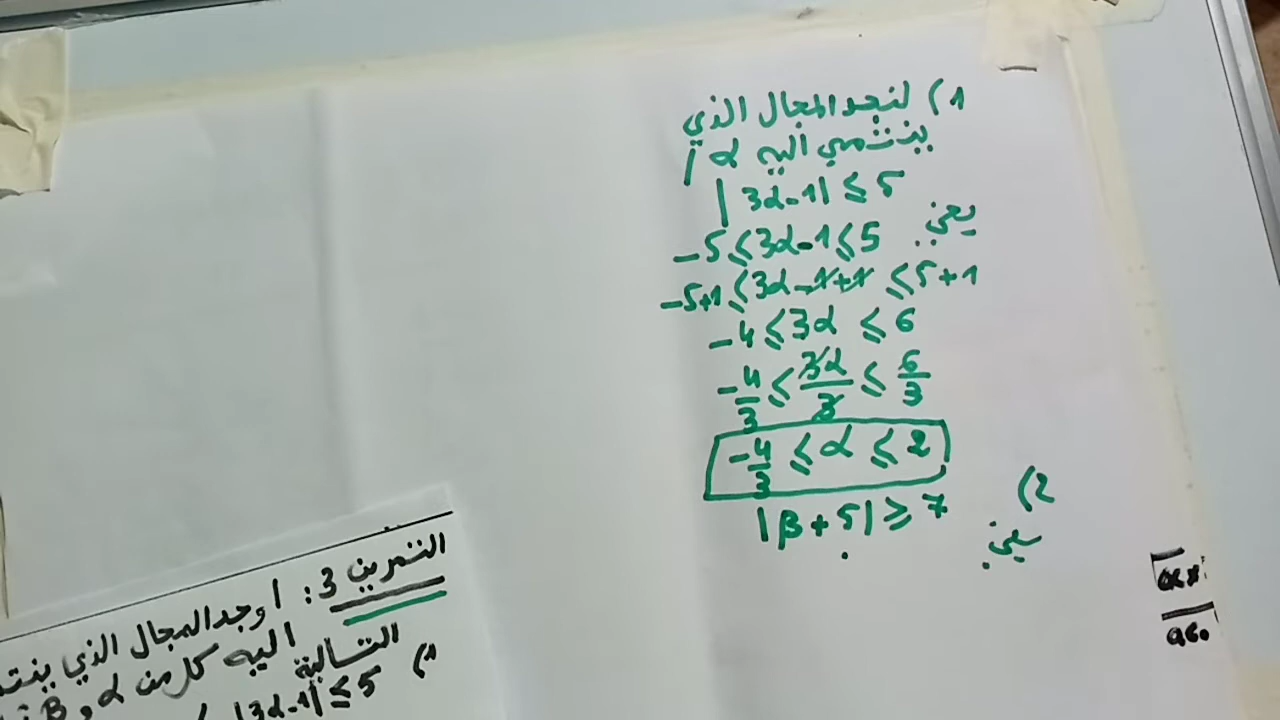 1) لنجد المجال الذي
ينتمي اليه α
|3α-1| ≤ 5
يعني
-5 ≤ 3α-1 ≤ 5
-5+1 ≤ 3α-1+1 ≤ 5+1
-4 ≤ 3α ≤ 6
-4/3 ≤ 3α/3 ≤ 6/3
-4/3 ≤ α ≤ 2
2) |β+5| ≥ 7
يعني
التمرين 3: اوجد المجال الذي
اليه كل من α و β
التالية
1) |3α-1| ≤ 5